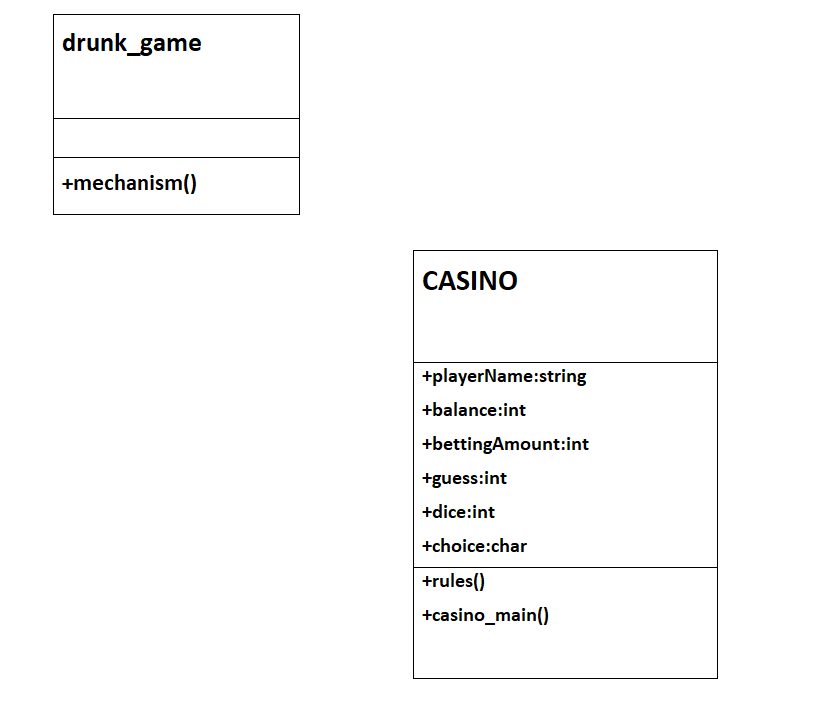 drunk_game
+mechanism()
CASINO
+playerName:string
+balance:int
+bettingAmount:int
+guess:int
+dice:int
+choice:char
+rules()
+casino_main()